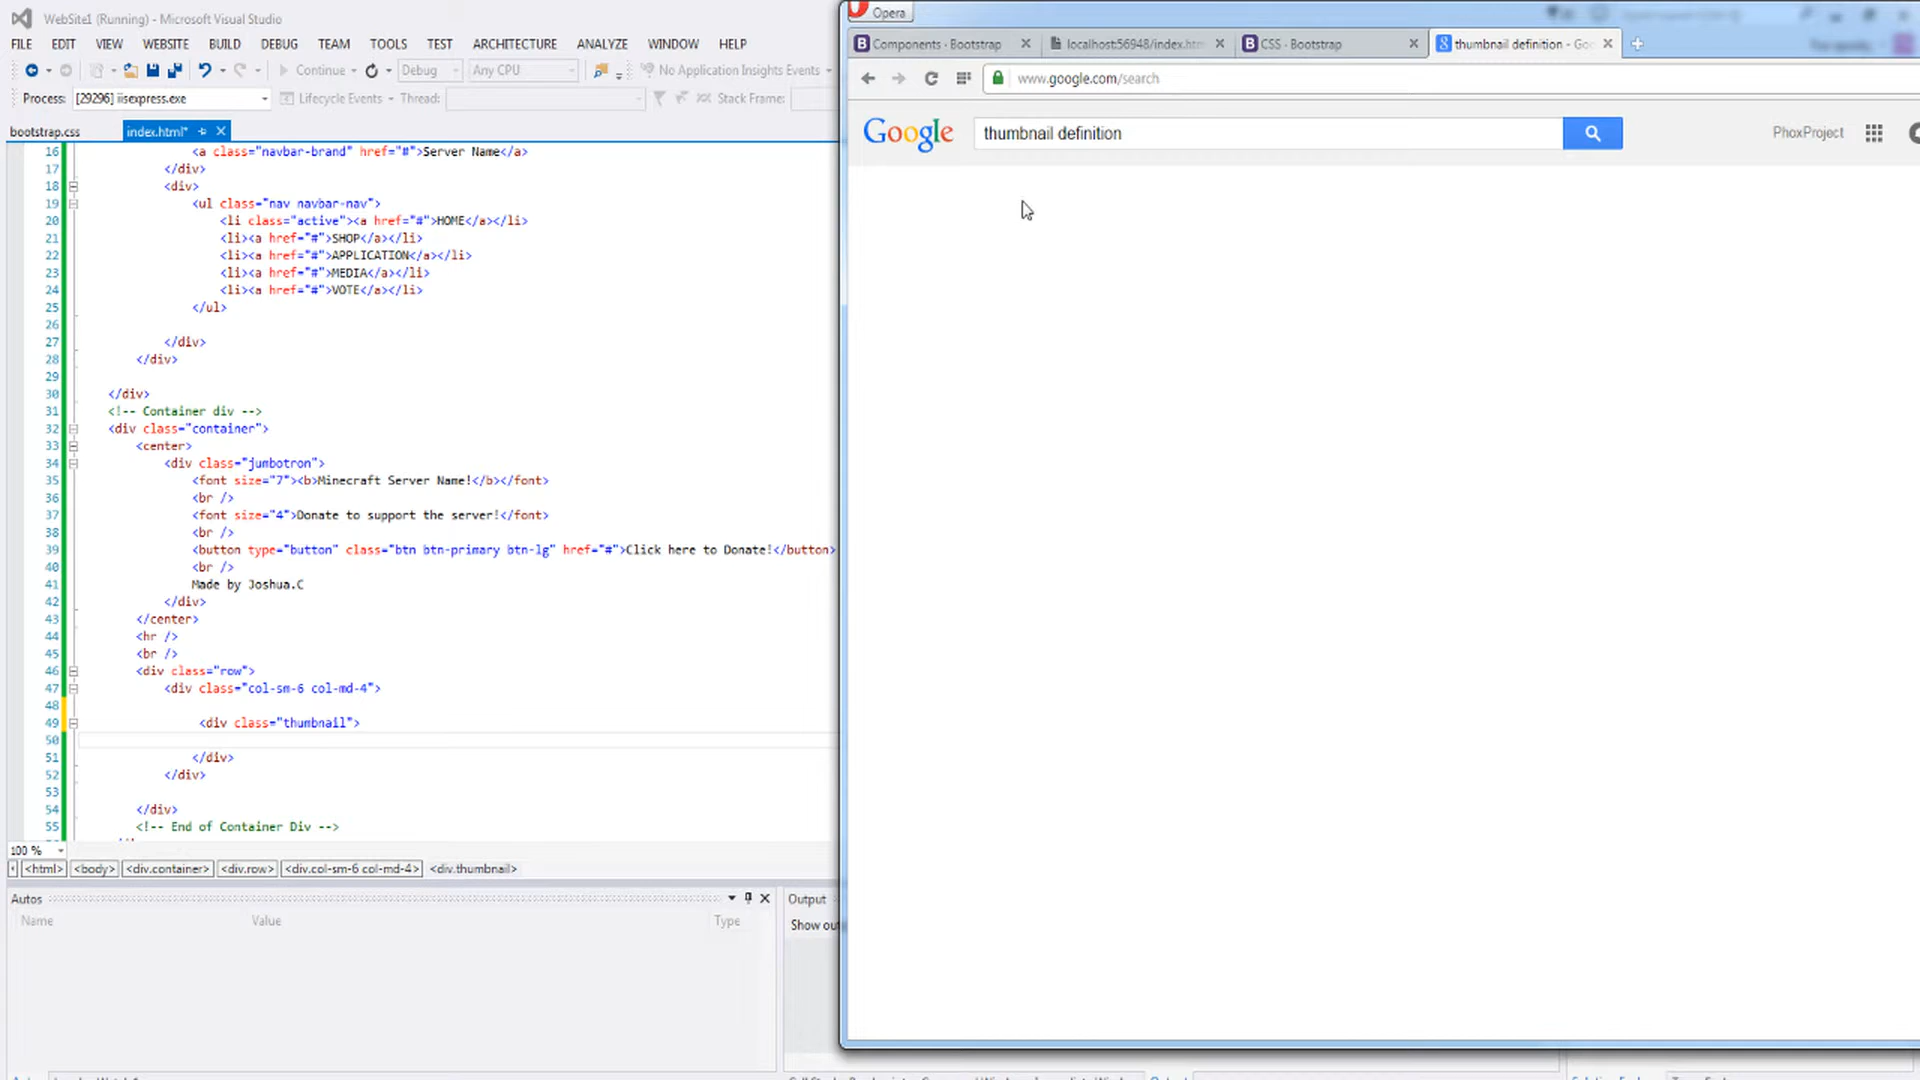 WebSite1 (Running) - Microsoft Visual Studio
FILE EDIT VIEW WEBSITE BUILD DEBUG TEAM TOOLS TEST ARCHITECTURE ANALYZE WINDOW HELP
Continue Debug Any CPU No Application Insights Events
Process: [29296] iisexpress.exe Lifecycle Events Thread: Stack Frame:
bootstrap.css index.html*
16 <a class="navbar-brand" href="#">Server Name</a>
17 </div>
18 <div>
19 <ul class="nav navbar-nav">
20 <li class="active"><a href="#">HOME</a></li>
21 <li><a href="#">SHOP</a></li>
22 <li><a href="#">APPLICATION</a></li>
23 <li><a href="#">MEDIA</a></li>
24 <li><a href="#">VOTE</a></li>
25 </ul>
26
27 </div>
28 </div>
29
30 </div>
31 <!-- Container div -->
32 <div class="container">
33 <center>
34 <div class="jumbotron">
35 <font size="7"><b>Minecraft Server Name!</b></font>
36 <br />
37 <font size="4">Donate to support the server!</font>
38 <br />
39 <button type="button" class="btn btn-primary btn-lg" href="#">Click here to Donate!</button>
40 <br />
41 Made by Joshua.C
42 </div>
43 </center>
44 <hr />
45 <br />
46 <div class="row">
47 <div class="col-sm-6 col-md-4">
48
49 <div class="thumbnail">
50
51 </div>
52 </div>
53
54 </div>
55 <!-- End of Container Div -->
100 %
<html> <body> <div.container> <div.row> <div.col-sm-6 col-md-4> <div.thumbnail>
Autos
Name Value Type
Output
Show out
Opera
Components - Bootstrap localhost:56948/index.htm CSS - Bootstrap thumbnail definition - Goo
www.google.com/search
Google thumbnail definition PhoxProject